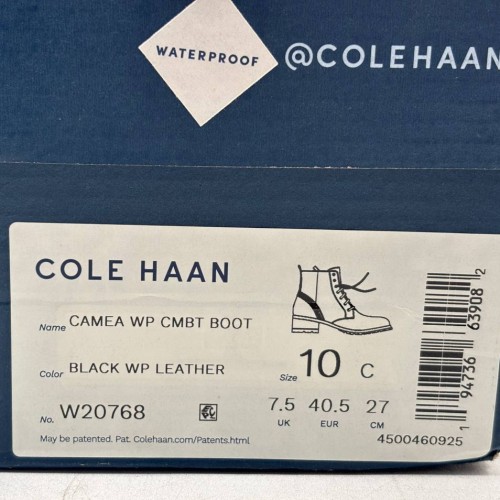 WATERPROOF
@COLEHAAN
COLE HAAN
Name CAMEA WP CMBT BOOT
Color BLACK WP LEATHER
Size 10 C
No. W20768
7.5 40.5 27
UK EUR CM
May be patented. Pat. Colehaan.com/Patents.html
4500460925
1 94736 63908 2